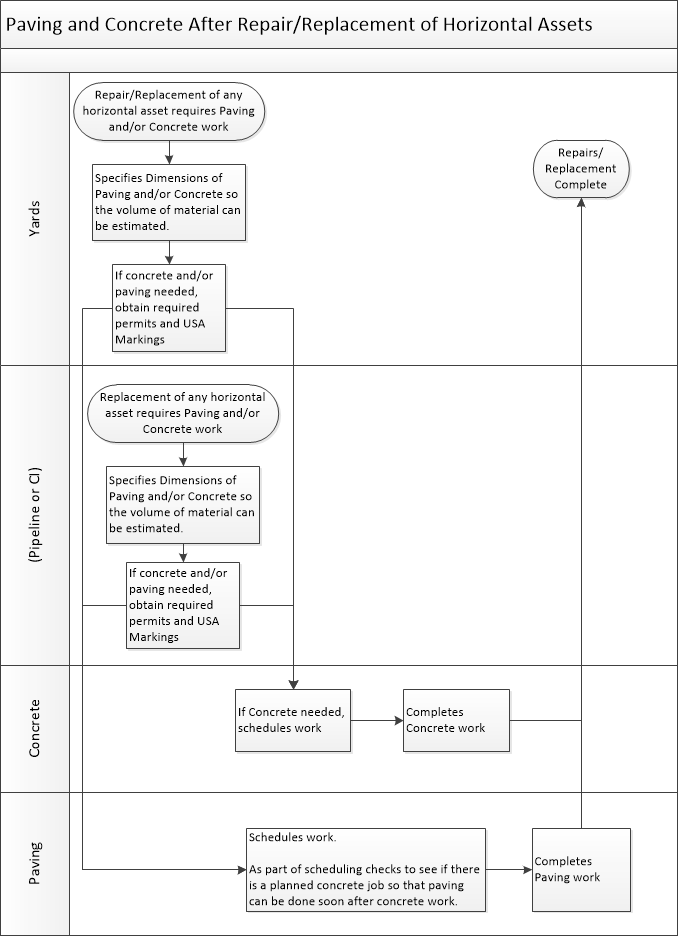 Paving and Concrete After Repair/Replacement of Horizontal Assets
Yards
Repair/Replacement of any
horizontal asset requires Paving
and/or Concrete work
Specifies Dimensions of
Paving and/or Concrete so
the volume of material can
be estimated.
If concrete and/or
paving needed,
obtain required
permits and USA
Markings
Repairs/
Replacement
Complete
(Pipeline or CI)
Replacement of any horizontal
asset requires Paving and/or
Concrete work
Specifies Dimensions of
Paving and/or Concrete so
the volume of material can
be estimated.
If concrete and/or
paving needed,
obtain required
permits and USA
Markings
Concrete
If Concrete needed,
schedules work
Completes
Concrete work
Paving
Schedules work.
As part of scheduling checks to see if there
is a planned concrete job so that paving
can be done soon after concrete work.
Completes
Paving work